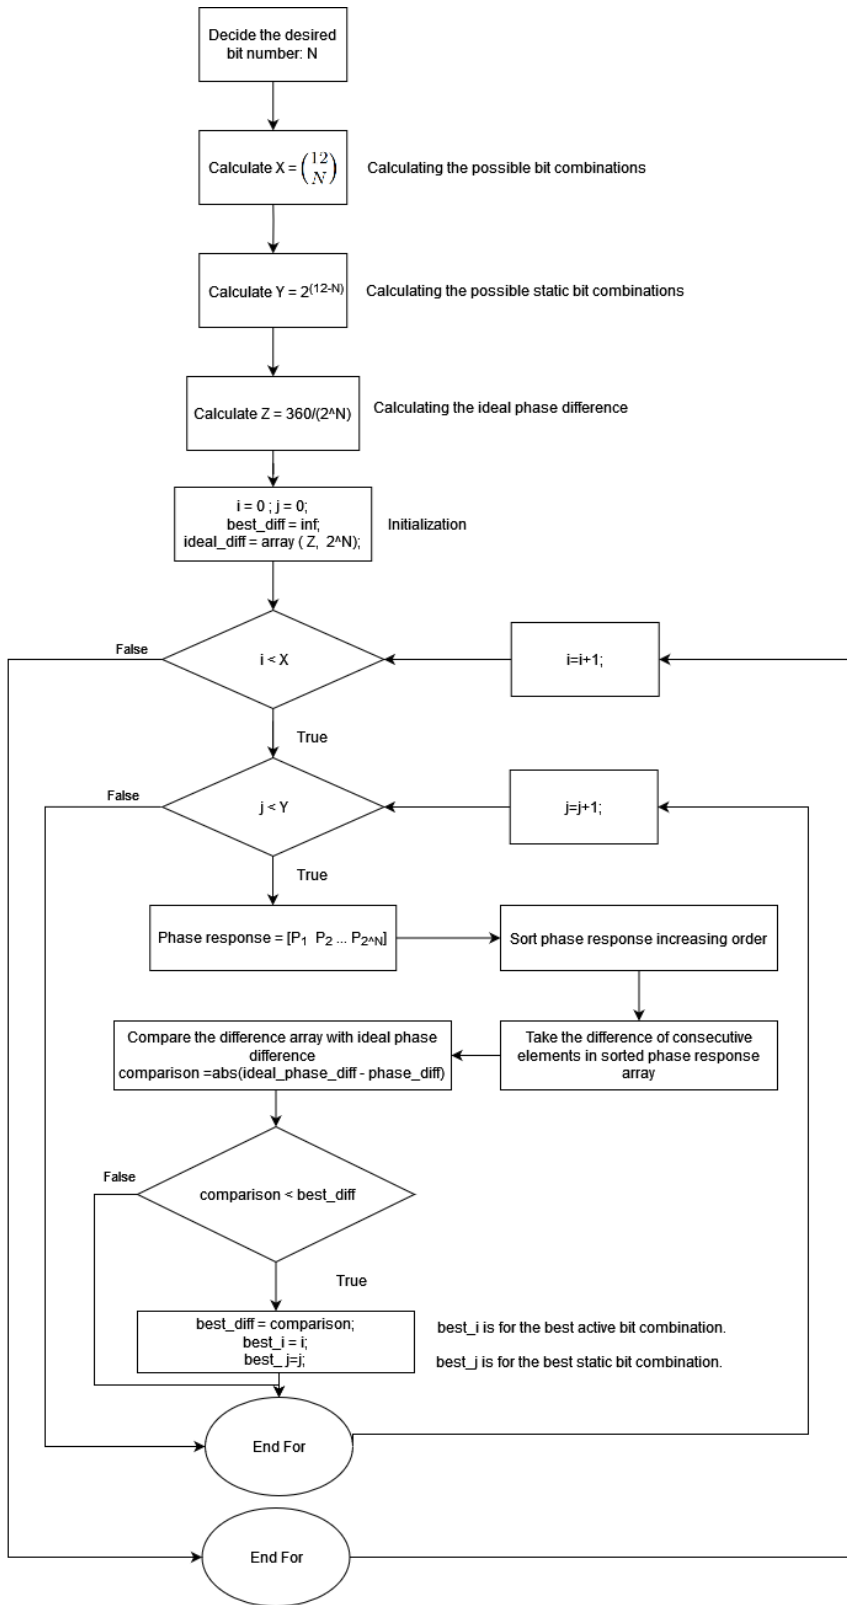 Decide the desired
bit number: N
Calculate X = (12 N)
Calculating the possible bit combinations
Calculate Y = 2^(12-N)
Calculating the possible static bit combinations
Calculate Z = 360/(2^N)
Calculating the ideal phase difference
i = 0 ; j = 0;
best_diff = inf;
ideal_diff = array ( Z, 2^N);
Initialization
False
i < X
i=i+1;
True
False
j < Y
j=j+1;
True
Phase response = [P1 P2 ... P2^N]
Sort phase response increasing order
Compare the difference array with ideal phase
difference
comparison =abs(ideal_phase_diff - phase_diff)
Take the difference of consecutive
elements in sorted phase response
array
False
comparison < best_diff
True
best_diff = comparison;
best_i = i;
best_ j=j;
best_i is for the best active bit combination.
best_j is for the best static bit combination.
End For
End For